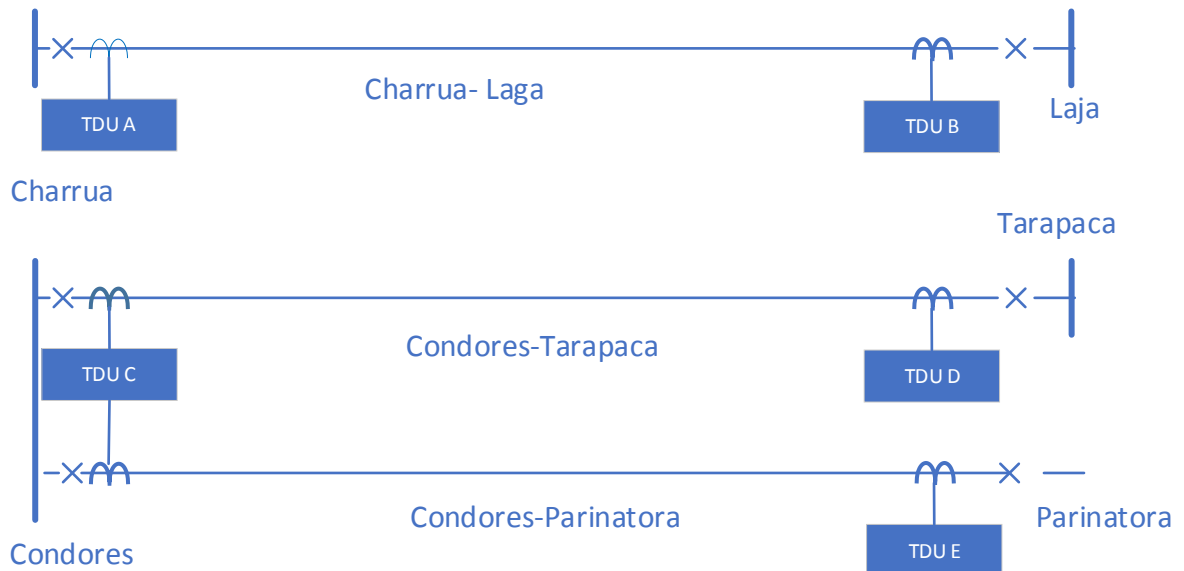 Charrua- Laga
TDU A
TDU B
Laja
Charrua
Tarapaca
Condores-Tarapaca
TDU C
TDU D
Condores-Parinatora
Parinatora
TDU E
Condores